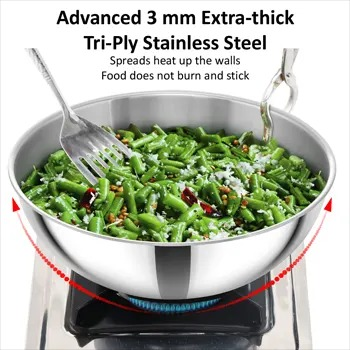 Advanced 3 mm Extra-thick
Tri-Ply Stainless Steel
Spreads heat up the walls
Food does not burn and stick